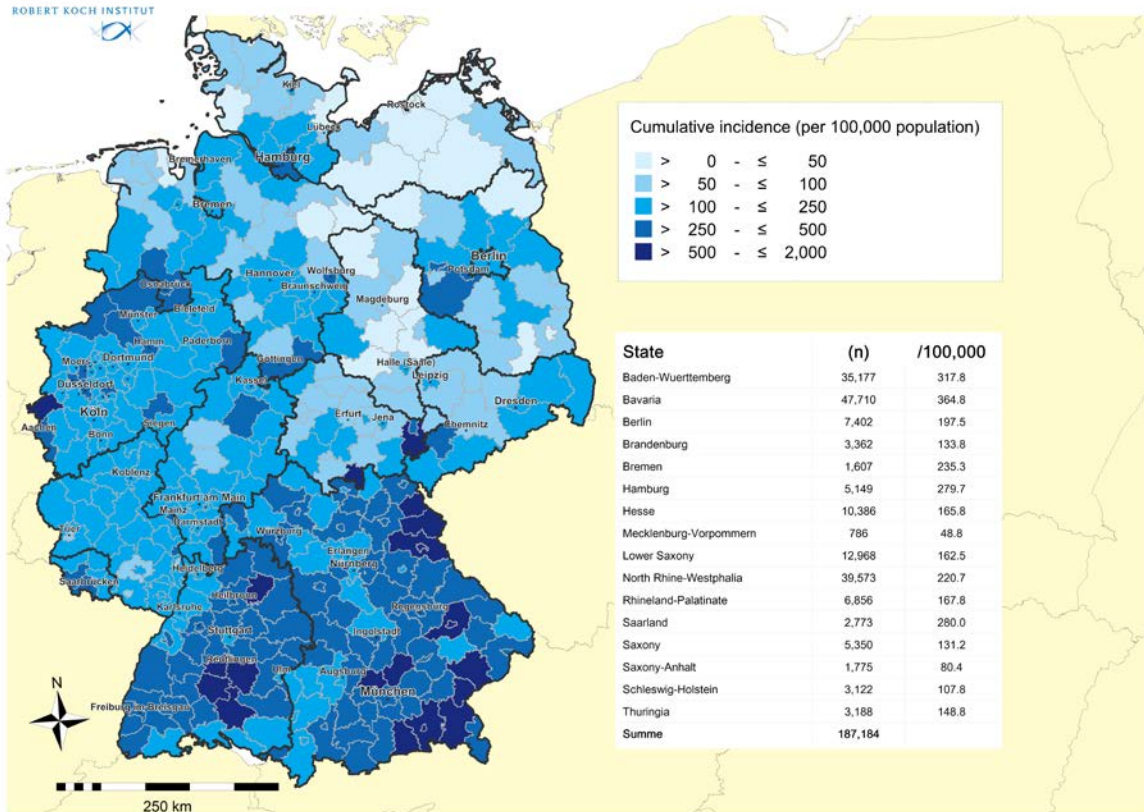 ROBERT KOCH INSTITUT
Kiel
Rostock
Lübeck
Bremerhaven
Hamburg
Bremen
Berlin
Wolfsburg
Potsdam
Hannover
Braunschweig
Osnabrück
Magdeburg
Bielefeld
Münster
Hamm
Paderborn
Göttingen
Halle (Saale)
Moers
Dortmund
Leipzig
Düsseldorf
Kassel
Dresden
Köln
Erfurt
Jena
Chemnitz
Siegen
Aachen
Bonn
Koblenz
Frankfurt am Main
Mainz
Darmstadt
Würzburg
Trier
Erlangen
Nürnberg
Heidelberg
Saarbrücken
Heilbronn
Karlsruhe
Regensburg
Stuttgart
Ingolstadt
Reutlingen
Ulm
Augsburg
München
Freiburg im Breisgau
N
250 km
Cumulative incidence (per 100,000 population)
> 0 - ≤ 50
> 50 - ≤ 100
> 100 - ≤ 250
> 250 - ≤ 500
> 500 - ≤ 2,000
State (n) /100,000
Baden-Wuerttemberg 35,177 317.8
Bavaria 47,710 364.8
Berlin 7,402 197.5
Brandenburg 3,362 133.8
Bremen 1,607 235.3
Hamburg 5,149 279.7
Hesse 10,386 165.8
Mecklenburg-Vorpommern 786 48.8
Lower Saxony 12,968 162.5
North Rhine-Westphalia 39,573 220.7
Rhineland-Palatinate 6,856 167.8
Saarland 2,773 280.0
Saxony 5,350 131.2
Saxony-Anhalt 1,775 80.4
Schleswig-Holstein 3,122 107.8
Thuringia 3,188 148.8
Summe 187,184